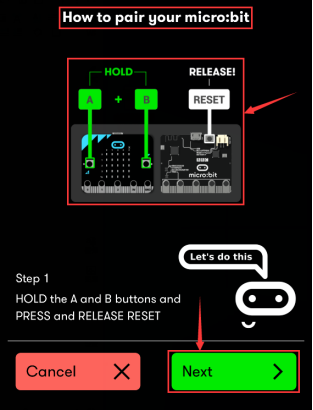 How to pair your micro:bit
HOLD
RELEASE!
A + B
RESET
micro:bit
Let's do this
Step 1
HOLD the A and B buttons and
PRESS and RELEASE RESET
Cancel
Next